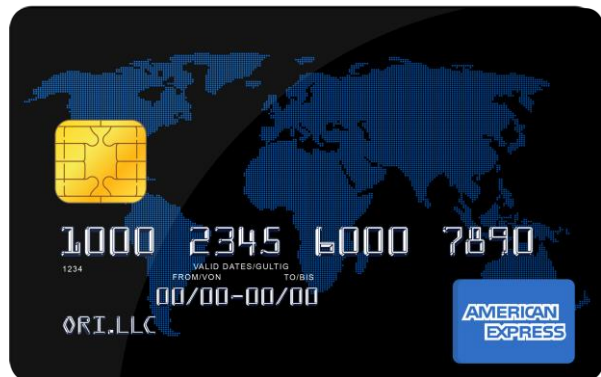 1000 2345 6000 7890
1234
VALID DATES/GULTIG
FROM/VON TO/BIS
00/00-00/00
ORI.LLC
AMERICAN
EXPRESS